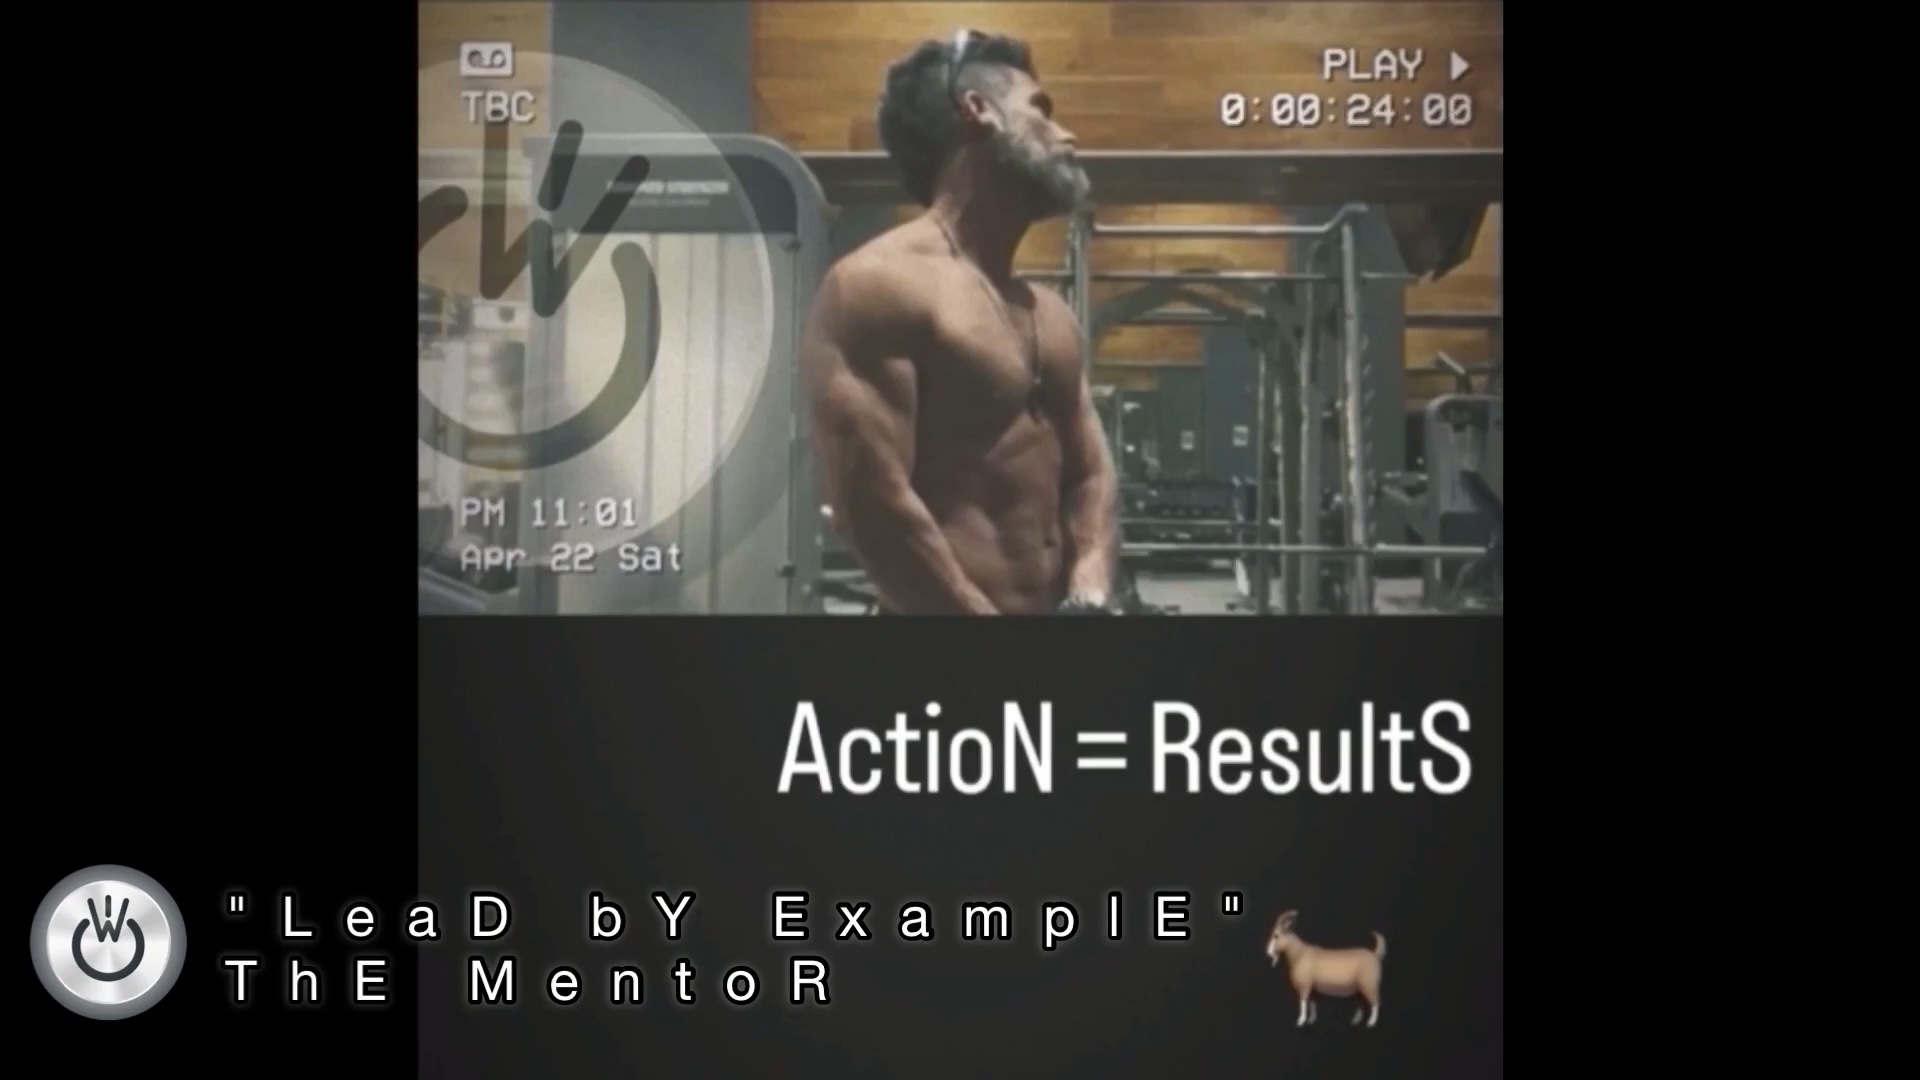 TBC
PLAY
0:00:24:00
PM 11:01
Apr 22 Sat
ActioN = ResultS
"LeaD bY ExamplE"
ThE MentoR